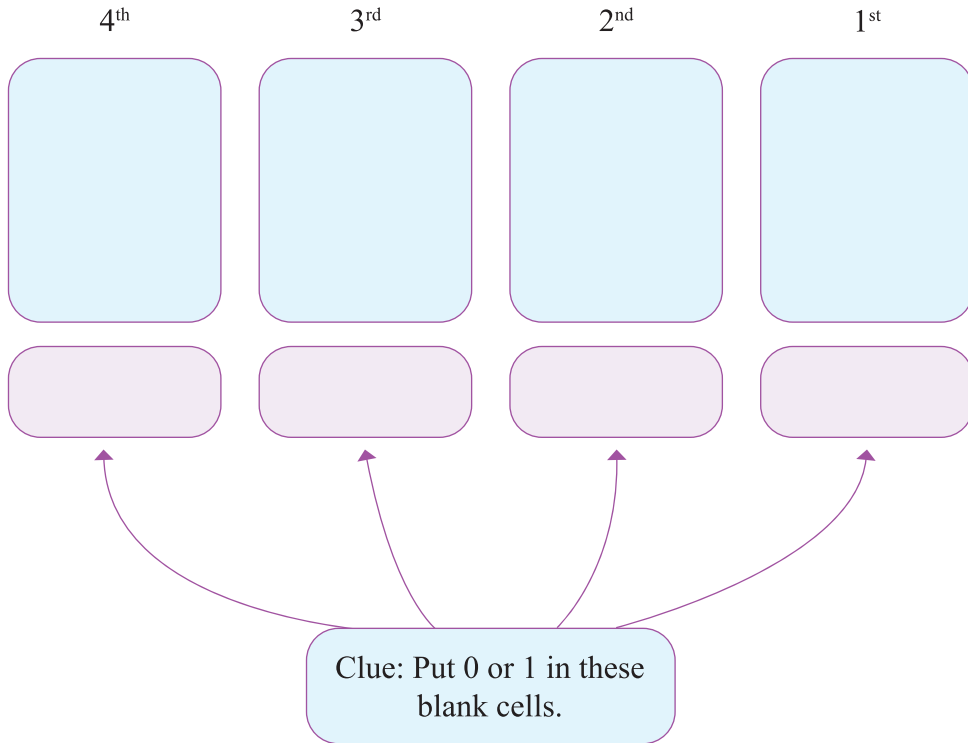 4th 3rd 2nd 1st
Clue: Put 0 or 1 in these
blank cells.